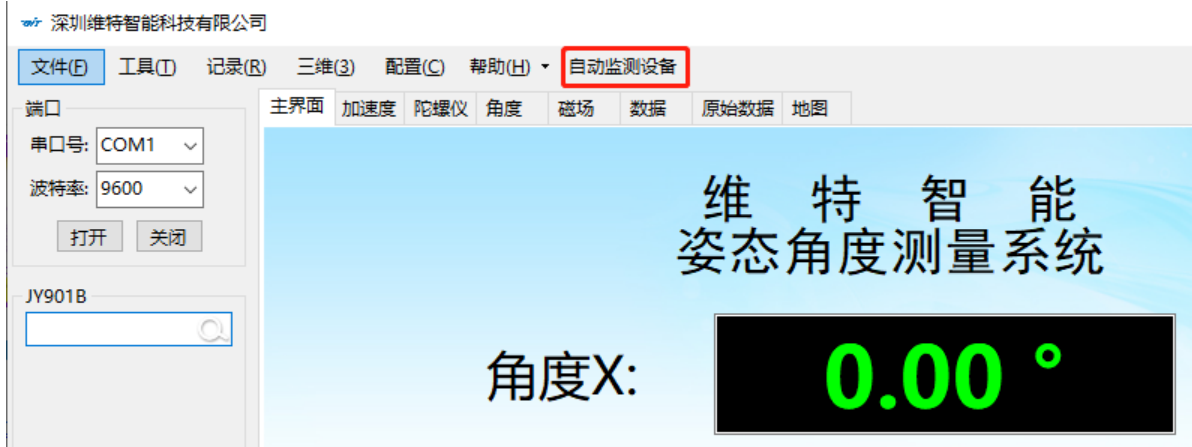 深圳维特智能科技有限公司
文件(F) 工具(T) 记录(R) 三维(3) 配置(C) 帮助(H) 自动监测设备
端口
串口号: COM1
波特率: 9600
打开 关闭
JY901B
主界面 加速度 陀螺仪 角度 磁场 数据 原始数据 地图
维特智能
姿态角度测量系统
角度X: 0.00 °